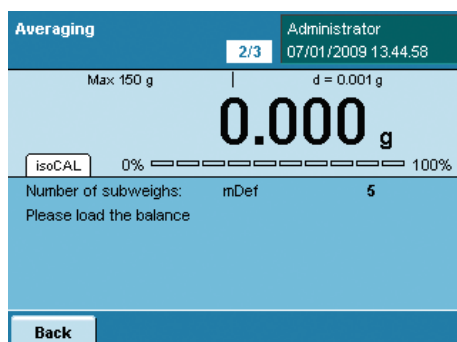 Averaging
2/3
Administrator
07/01/2009 13.44.58
Max 150 g
d = 0.001 g
0.000 g
isoCAL 0% 100%
Number of subweighs: mDef 5
Please load the balance
Back